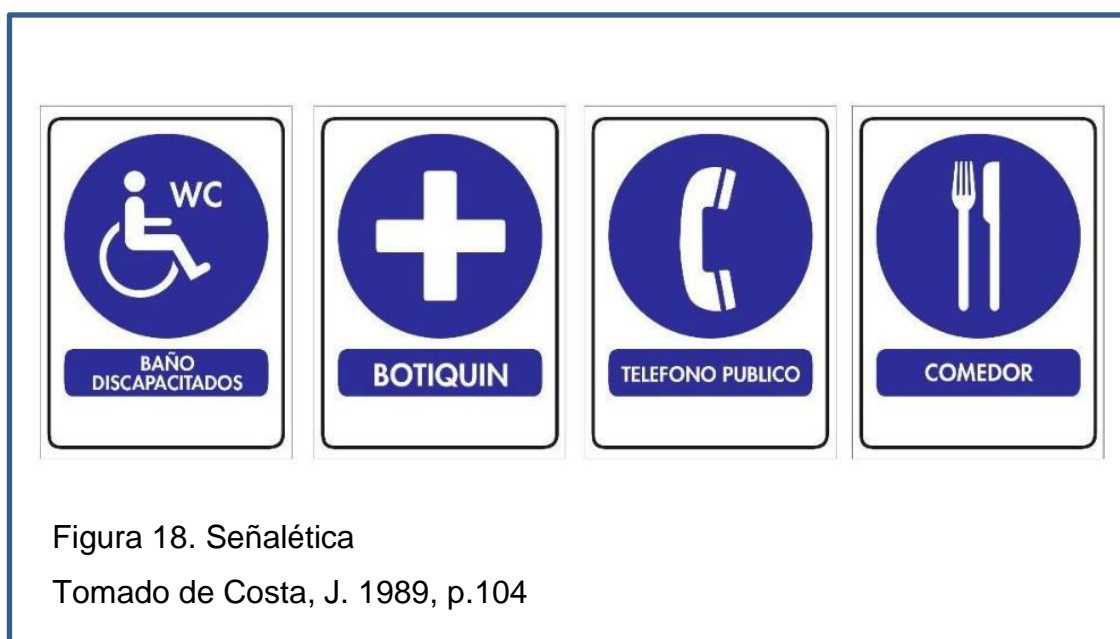 WC
BAÑO
DISCAPACITADOS
BOTIQUIN
TELEFONO PUBLICO
COMEDOR
Figura 18. Señalética
Tomado de Costa, J. 1989, p.104